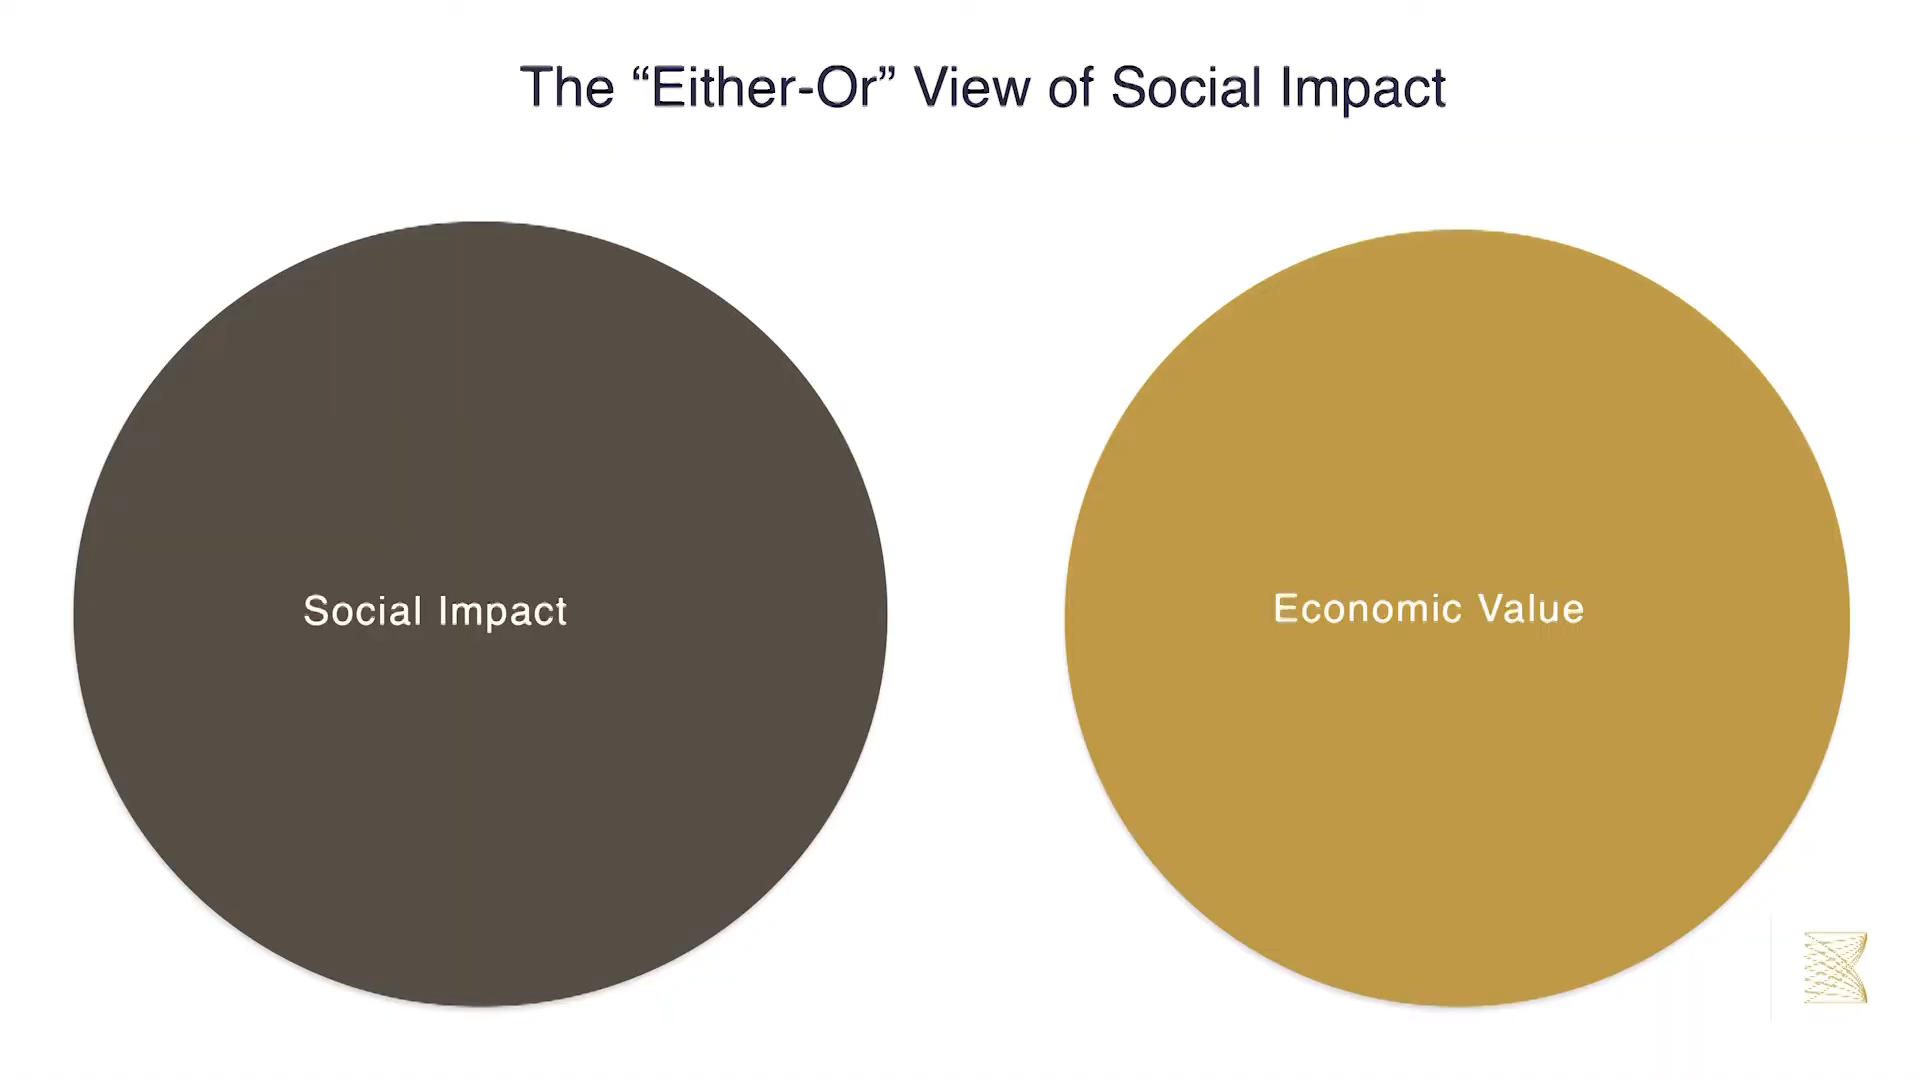 The “Either-Or” View of Social Impact
Social Impact
Economic Value